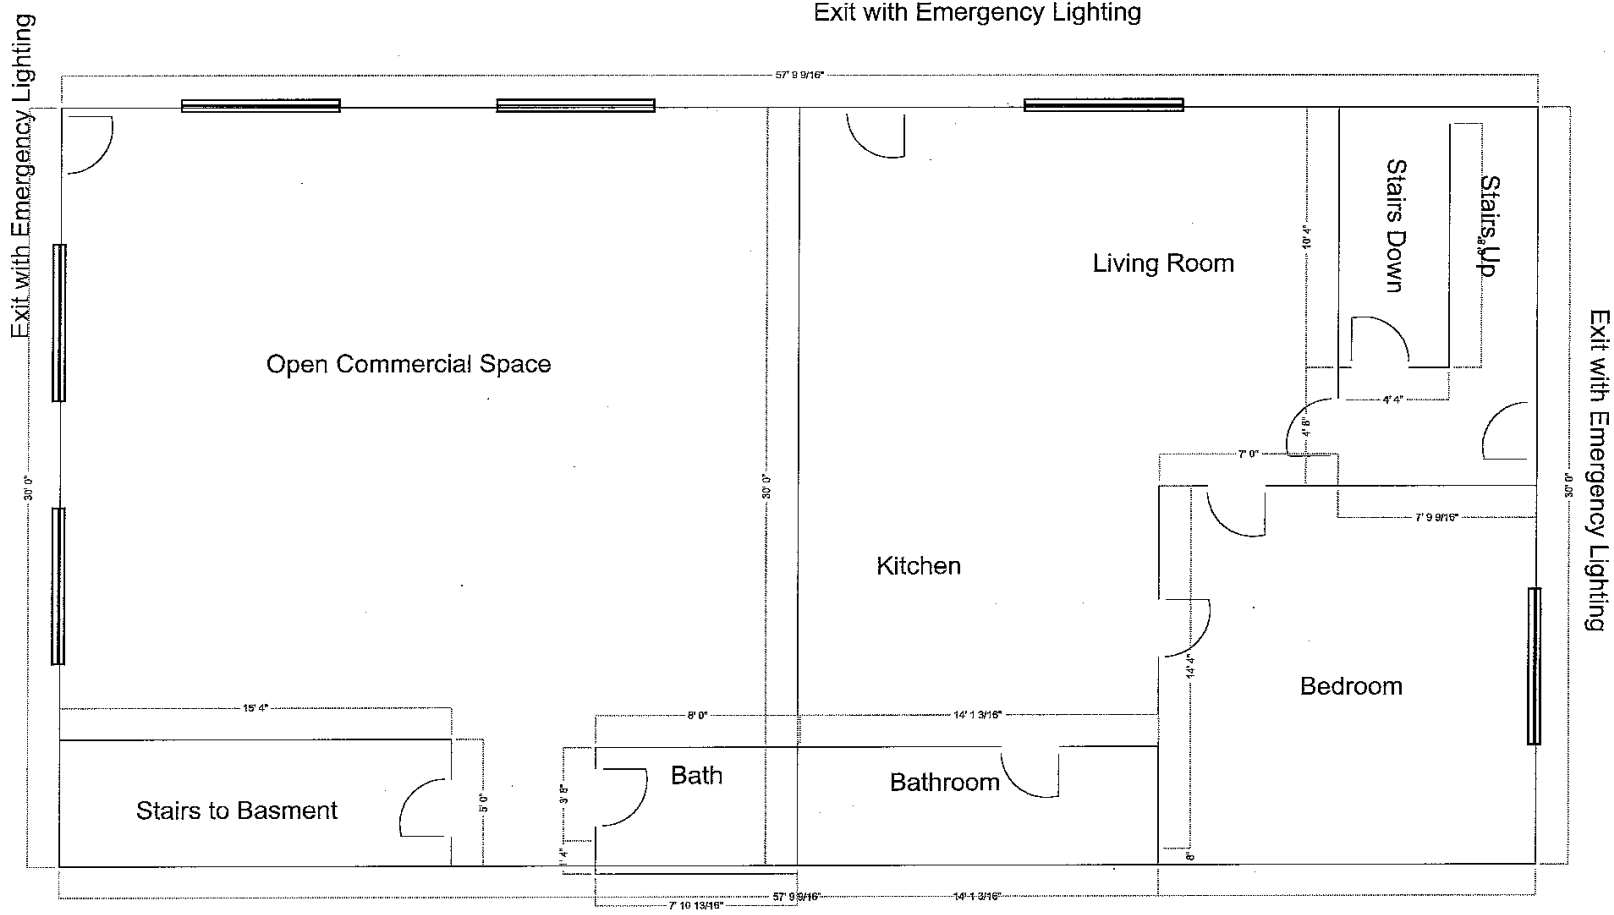 Exit with Emergency Lighting
Exit with Emergency Lighting
57' 9 9/16"
Stairs Down
Stairs Up
10' 4"
Living Room
Open Commercial Space
4' 4"
4' 8"
7' 0"
Exit with Emergency Lighting
30' 0"
30' 0"
30' 0"
7' 9 9/16"
Kitchen
14' 4"
Bedroom
15' 4"
8' 0"
14' 1 3/16"
Bath
Bathroom
Stairs to Basment
5' 0"
3' 8"
1' 4"
8"
57' 9 9/16"
14' 1 3/16"
7' 10 13/16"